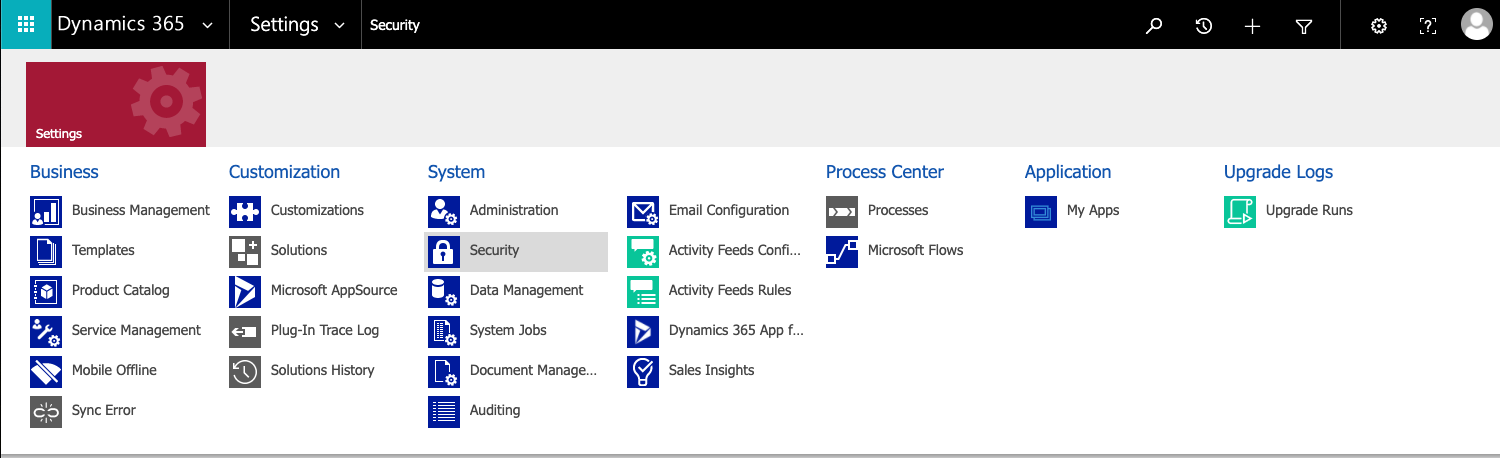 Dynamics 365 Settings Security
Settings
Business
Business Management
Templates
Product Catalog
Service Management
Mobile Offline
Sync Error
Customization
Customizations
Solutions
Microsoft AppSource
Plug-In Trace Log
Solutions History
System
Administration
Security
Data Management
System Jobs
Document Manage...
Auditing
Email Configuration
Activity Feeds Confi...
Activity Feeds Rules
Dynamics 365 App f...
Sales Insights
Process Center
Processes
Microsoft Flows
Application
My Apps
Upgrade Logs
Upgrade Runs